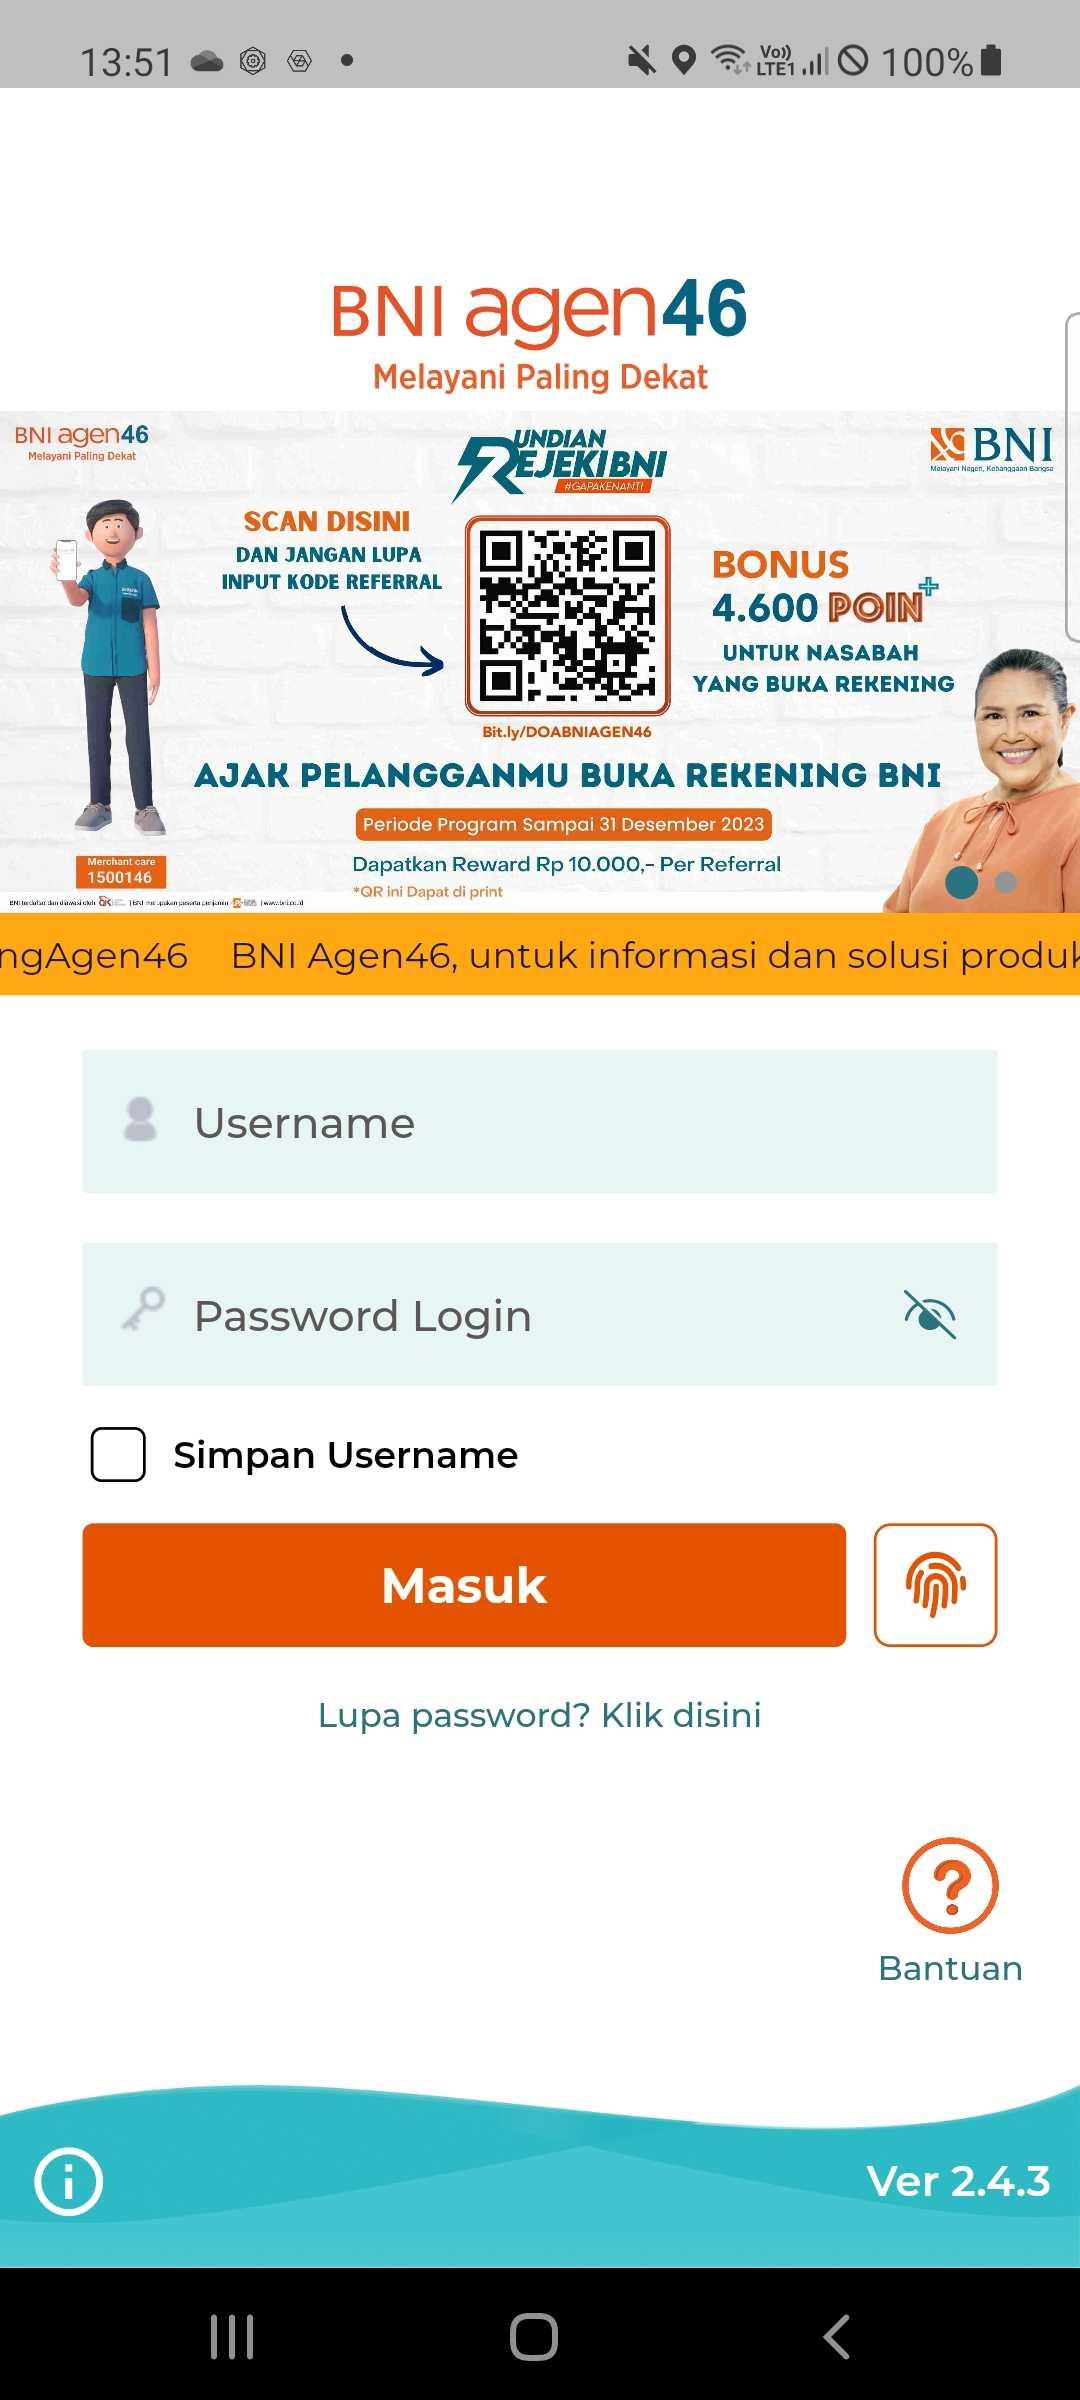 13:51
Vo)) LTE1
100%
BNI agen46
Melayani Paling Dekat
BNI agen46
Melayani Paling Dekat
UNDIAN
REJEKI BNI
#GAPAKENANTI
BNI
Melayani Negeri, Kebanggaan Bangsa
SCAN DISINI
DAN JANGAN LUPA
INPUT KODE REFERRAL
BONUS
4.600 POIN+
UNTUK NASABAH
YANG BUKA REKENING
Bit.ly/DOABNIAGEN46
AJAK PELANGGANMU BUKA REKENING BNI
Periode Program Sampai 31 Desember 2023
Dapatkan Reward Rp 10.000,- Per Referral
*QR ini Dapat di print
Merchant care
1500146
BNI terdaftar dan diawasi oleh | BNI merupakan peserta penjamin | www.bni.co.id
ngAgen46 BNI Agen46, untuk informasi dan solusi produk
Username
Password Login
Simpan Username
Masuk
Lupa password? Klik disini
?
Bantuan
Ver 2.4.3